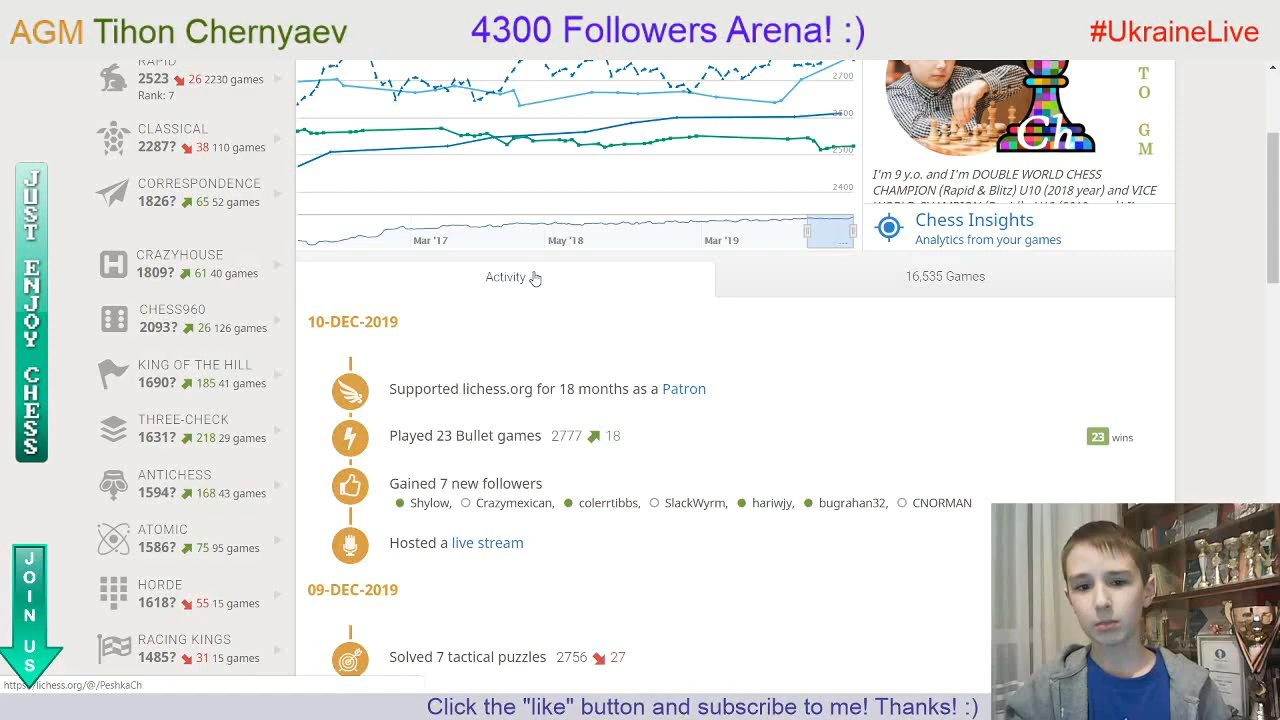 AGM Tihon Chernyaev
4300 Followers Arena! :)
#UkraineLive
JUST ENJOY CHESS
JOIN US
RAPID
2523 26 2230 games
Rank: 7
CLASSICAL
2287? 38 110 games
CORRESPONDENCE
1826? 65 52 games
CRAZYHOUSE
1809? 61 40 games
CHESS960
2093? 26 126 games
KING OF THE HILL
1690? 185 41 games
THREE-CHECK
1631? 218 29 games
ANTICHESS
1594? 168 43 games
ATOMIC
1586? 75 95 games
HORDE
1618? 55 15 games
RACING KINGS
1485? 31 15 games
2700
2500
2400
Mar '17
May '18
Mar '19
...
Ch
TO GM
I'm 9 y.o. and I'm DOUBLE WORLD CHESS
CHAMPION (Rapid & Blitz) U10 (2018 year) and VICE
Chess Insights
Analytics from your games
Activity
16,535 Games
10-DEC-2019
Supported lichess.org for 18 months as a Patron
Played 23 Bullet games 2777 18
23 wins
Gained 7 new followers
Shylow, Crazymexican, colerrtibbs, SlackWyrm, hariwjy, bugrahan32, CNORMAN
Hosted a live stream
09-DEC-2019
Solved 7 tactical puzzles 2756 27
https://lichess.org/@/PeshkaCh
Click the "like" button and subscribe to me! Thanks! :)